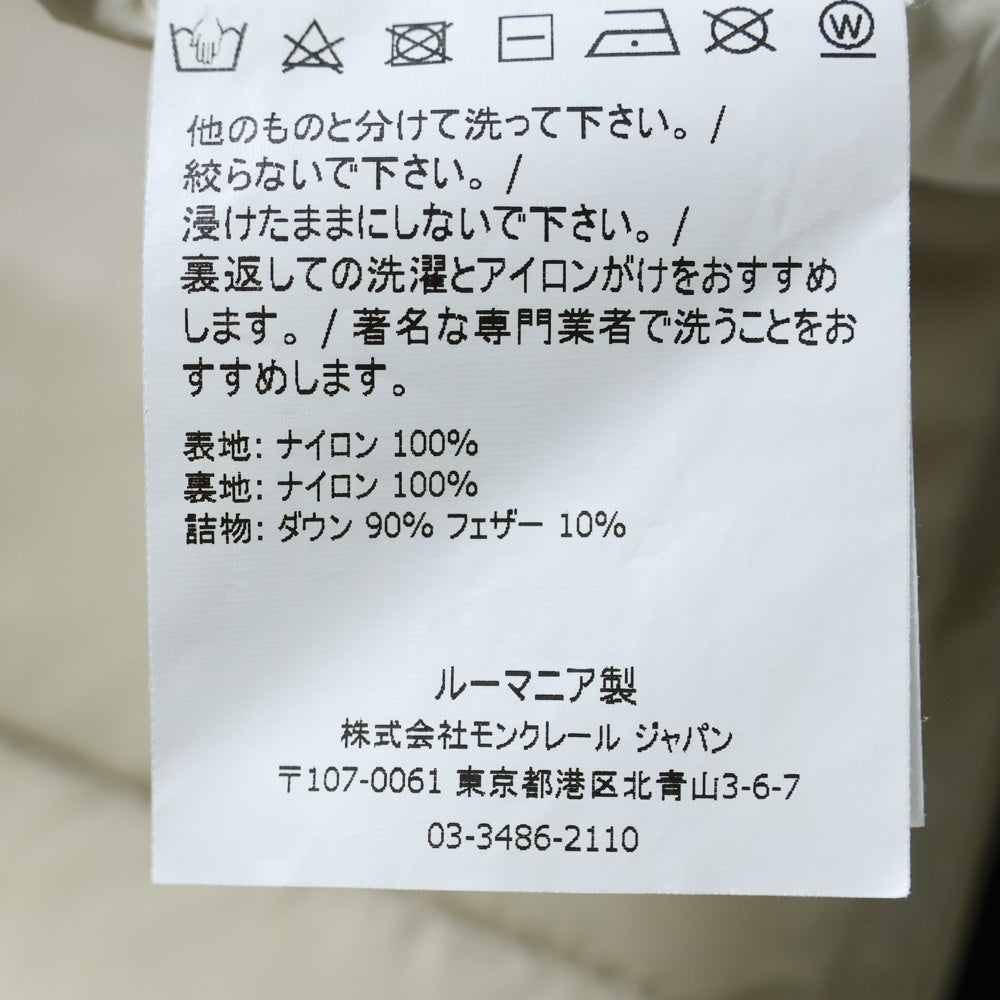 W
他のものと分けて洗って下さい。/
絞らないで下さい。/
浸けたままにしないで下さい。/
裏返しての洗濯とアイロンがけをおすすめ
します。/ 著名な専門業者で洗うことをお
すすめします。
表地: ナイロン 100%
裏地: ナイロン 100%
詰物: ダウン 90% フェザー 10%
ルーマニア製
株式会社モンクレール ジャパン
〒107-0061 東京都港区北青山3-6-7
03-3486-2110